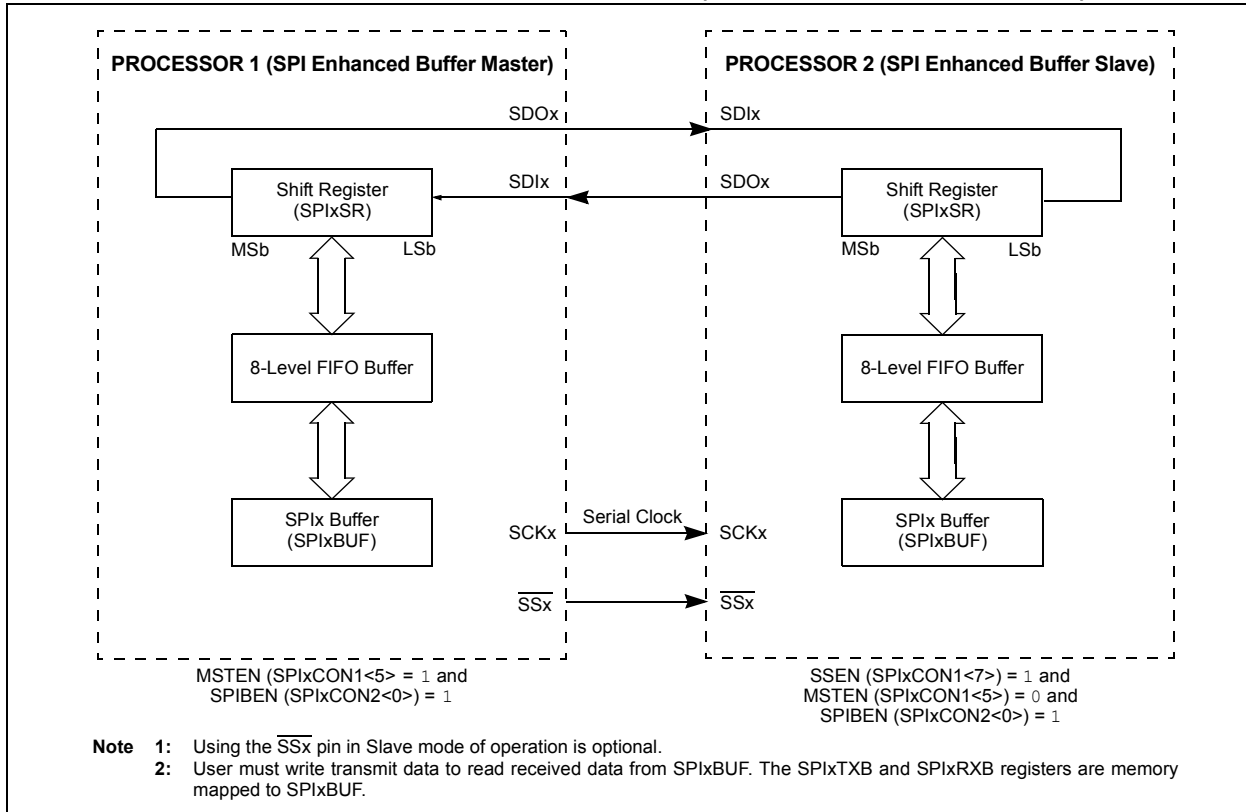 PROCESSOR 1 (SPI Enhanced Buffer Master)
PROCESSOR 2 (SPI Enhanced Buffer Slave)
SDOx
SDIx
Shift Register
(SPIxSR)
SDIx
SDOx
Shift Register
(SPIxSR)
MSb
LSb
MSb
LSb
8-Level FIFO Buffer
8-Level FIFO Buffer
SPIx Buffer
(SPIxBUF)
SCKx
Serial Clock
SCKx
SPIx Buffer
(SPIxBUF)
SSx
SSx
MSTEN (SPIxCON1<5> = 1 and
SPIBEN (SPIxCON2<0>) = 1
SSEN (SPIxCON1<7>) = 1 and
MSTEN (SPIxCON1<5>) = 0 and
SPIBEN (SPIxCON2<0>) = 1
Note 1: Using the SSx pin in Slave mode of operation is optional.
2: User must write transmit data to read received data from SPIxBUF. The SPIxTXB and SPIxRXB registers are memory
mapped to SPIxBUF.